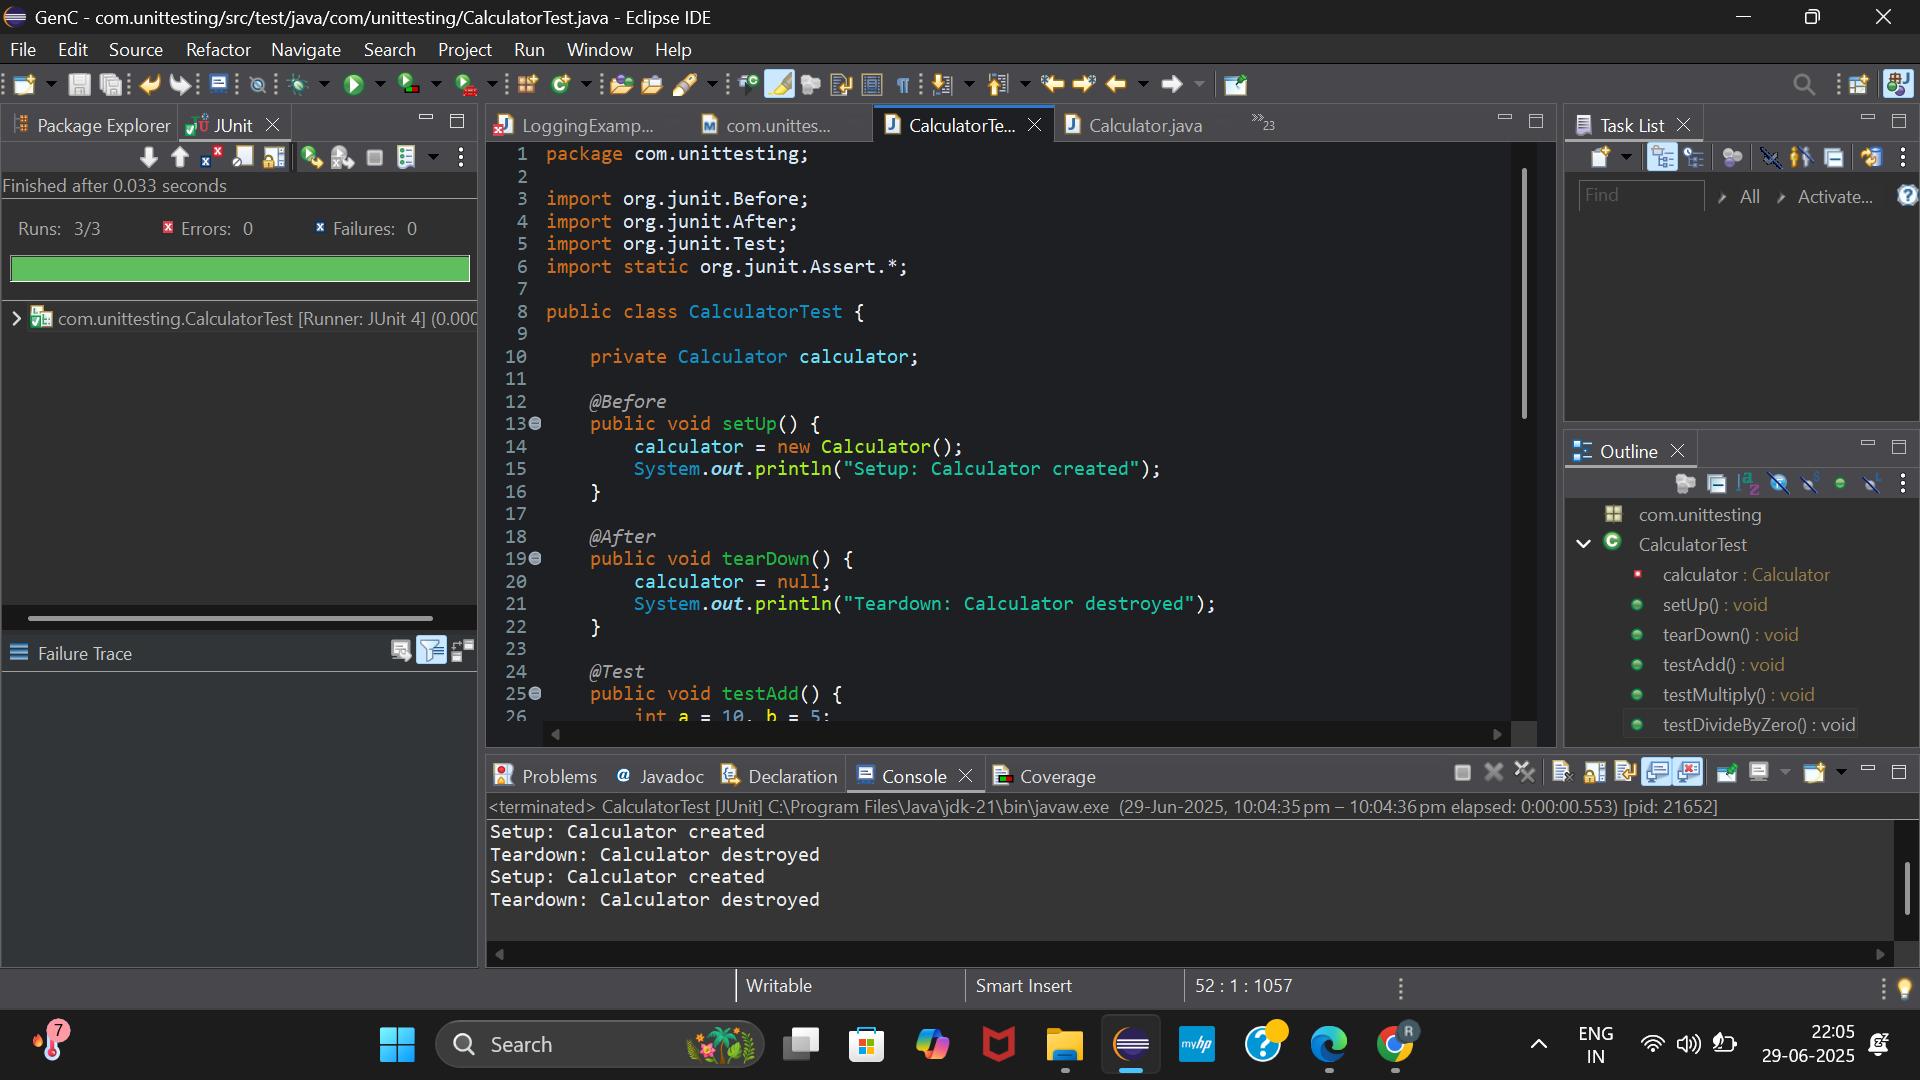 GenC - com.unittesting/src/test/java/com/unittesting/CalculatorTest.java - Eclipse IDE
File Edit Source Refactor Navigate Search Project Run Window Help
Package Explorer JUnit
Finished after 0.033 seconds
Runs: 3/3 Errors: 0 Failures: 0
com.unittesting.CalculatorTest [Runner: JUnit 4] (0.000
Failure Trace
LoggingExamp... com.unittes... CalculatorTe... Calculator.java 23
1 package com.unittesting;
2
3 import org.junit.Before;
4 import org.junit.After;
5 import org.junit.Test;
6 import static org.junit.Assert.*;
7
8 public class CalculatorTest {
9
10 private Calculator calculator;
11
12 @Before
13 public void setUp() {
14 calculator = new Calculator();
15 System.out.println("Setup: Calculator created");
16 }
17
18 @After
19 public void tearDown() {
20 calculator = null;
21 System.out.println("Teardown: Calculator destroyed");
22 }
23
24 @Test
25 public void testAdd() {
26 int a = 10, b = 5;
Task List
Find All Activate...
Outline
com.unittesting
CalculatorTest
calculator : Calculator
setUp() : void
tearDown() : void
testAdd() : void
testMultiply() : void
testDivideByZero() : void
Problems Javadoc Declaration Console Coverage
<terminated> CalculatorTest [JUnit] C:\Program Files\Java\jdk-21\bin\javaw.exe (29-Jun-2025, 10:04:35 pm – 10:04:36 pm elapsed: 0:00:00.553) [pid: 21652]
Setup: Calculator created
Teardown: Calculator destroyed
Setup: Calculator created
Teardown: Calculator destroyed
Writable Smart Insert 52 : 1 : 1057
7
Search
myhp
R
ENG
IN
22:05
29-06-2025